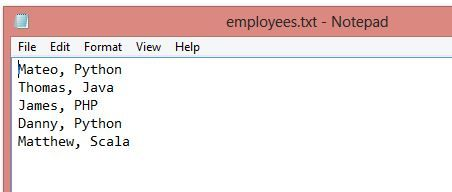 employees.txt - Notepad
File Edit Format View Help
Mateo, Python
Thomas, Java
James, PHP
Danny, Python
Matthew, Scala